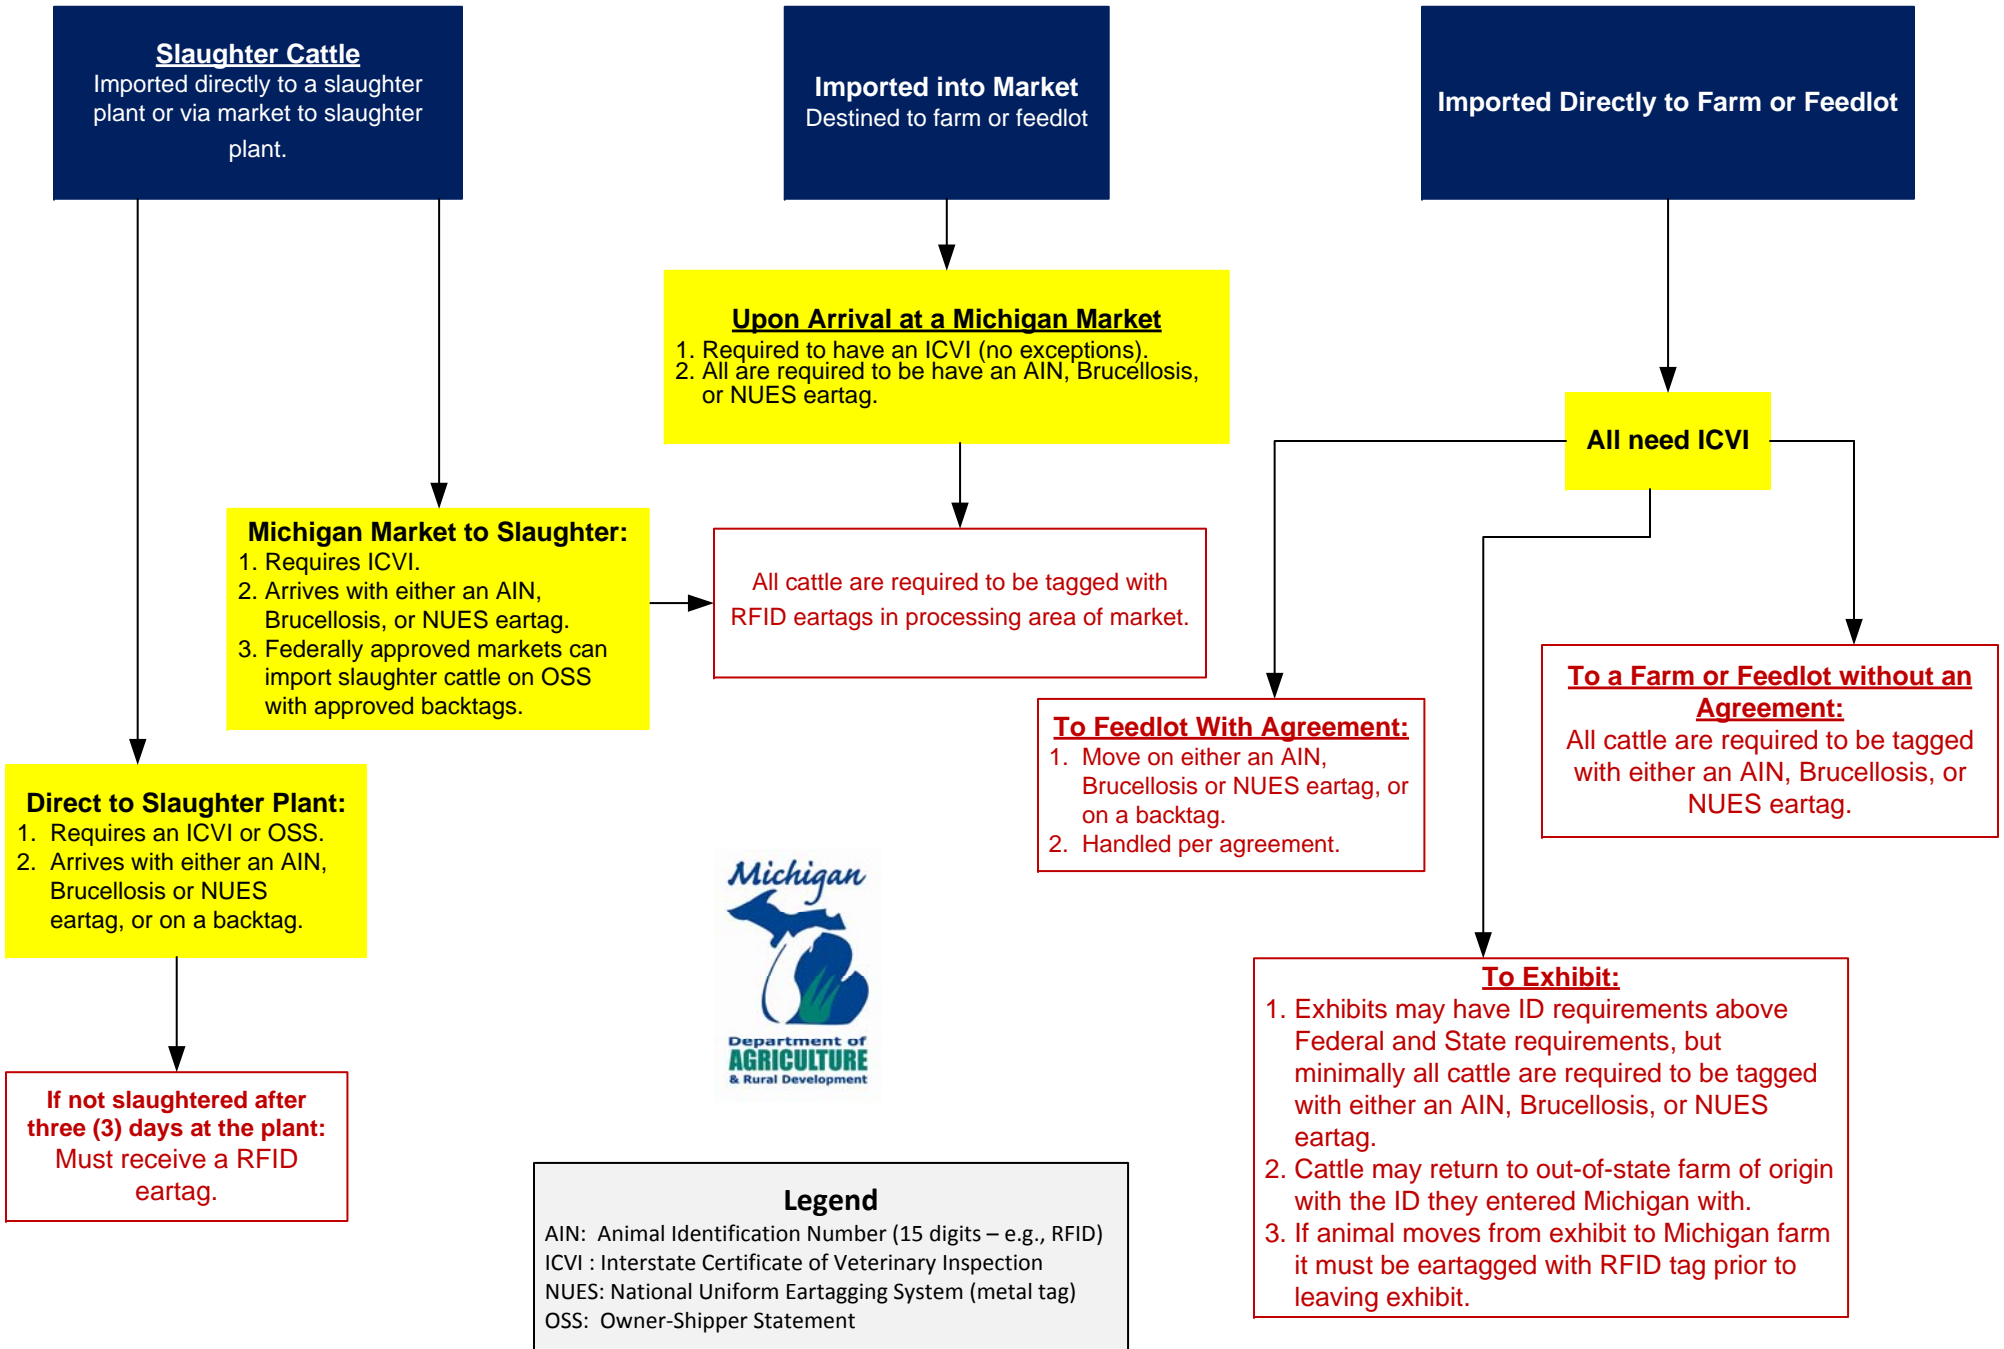 Slaughter Cattle
Imported directly to a slaughter
plant or via market to slaughter
plant.
Imported into Market
Destined to farm or feedlot
Imported Directly to Farm or Feedlot
Upon Arrival at a Michigan Market
1. Required to have an ICVI (no exceptions).
2. All are required to be have an AIN, Brucellosis,
or NUES eartag.
All need ICVI
Michigan Market to Slaughter:
1. Requires ICVI.
2. Arrives with either an AIN,
Brucellosis, or NUES eartag.
3. Federally approved markets can
import slaughter cattle on OSS
with approved backtags.
All cattle are required to be tagged with
RFID eartags in processing area of market.
To Feedlot With Agreement:
1. Move on either an AIN,
Brucellosis or NUES eartag, or
on a backtag.
2. Handled per agreement.
To a Farm or Feedlot without an
Agreement:
All cattle are required to be tagged
with either an AIN, Brucellosis, or
NUES eartag.
Direct to Slaughter Plant:
1. Requires an ICVI or OSS.
2. Arrives with either an AIN,
Brucellosis or NUES
eartag, or on a backtag.
Michigan
Department of
AGRICULTURE
& Rural Development
To Exhibit:
1. Exhibits may have ID requirements above
Federal and State requirements, but
minimally all cattle are required to be tagged
with either an AIN, Brucellosis, or NUES
eartag.
2. Cattle may return to out-of-state farm of origin
with the ID they entered Michigan with.
3. If animal moves from exhibit to Michigan farm
it must be eartagged with RFID tag prior to
leaving exhibit.
If not slaughtered after
three (3) days at the plant:
Must receive a RFID
eartag.
Legend
AIN: Animal Identification Number (15 digits – e.g., RFID)
ICVI : Interstate Certificate of Veterinary Inspection
NUES: National Uniform Eartagging System (metal tag)
OSS: Owner-Shipper Statement